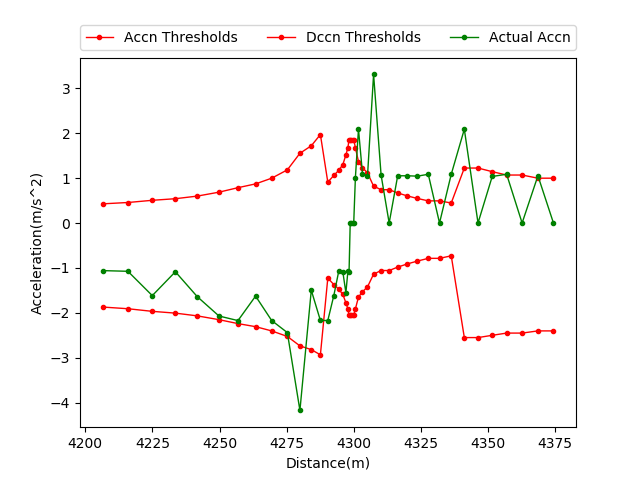 Accn Thresholds Dccn Thresholds Actual Accn
Acceleration(m/s^2)
3
2
1
0
−1
−2
−3
−4
4200 4225 4250 4275 4300 4325 4350 4375
Distance(m)